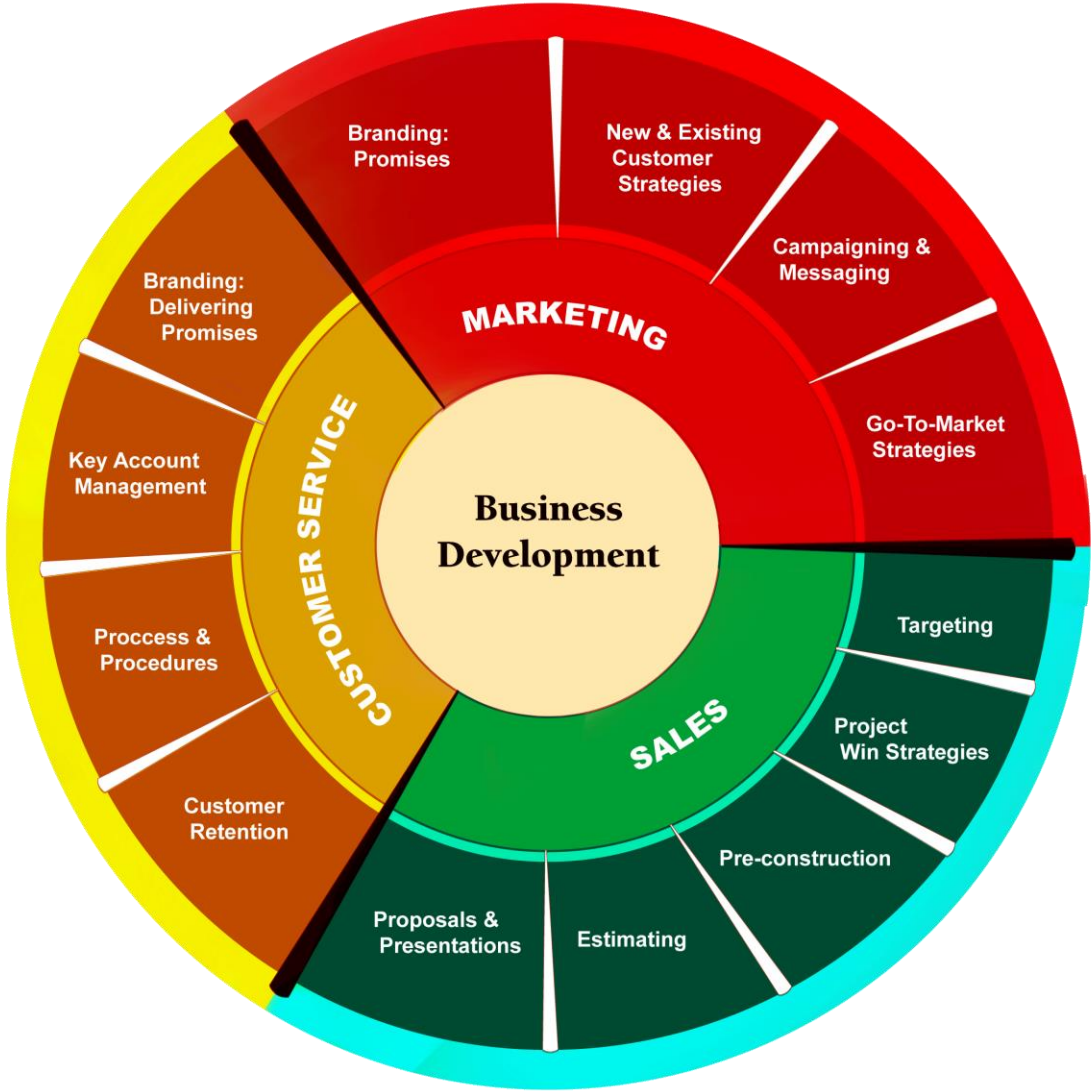 Business
Development
MARKETING
Branding:
Promises
New & Existing
Customer
Strategies
Campaigning &
Messaging
Go-To-Market
Strategies
SALES
Targeting
Project
Win Strategies
Pre-construction
Estimating
Proposals &
Presentations
CUSTOMER SERVICE
Customer
Retention
Proccess &
Procedures
Key Account
Management
Branding:
Delivering
Promises